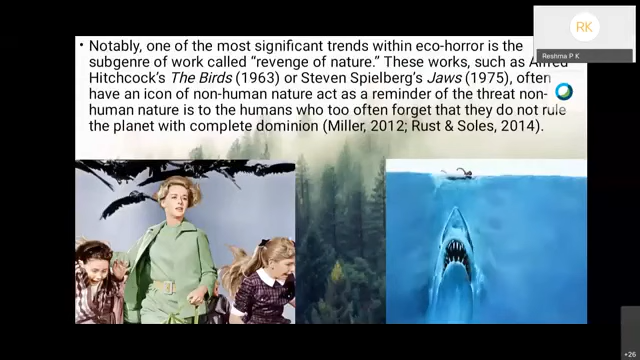 • Notably, one of the most significant trends within eco-horror is the
subgenre of work called “revenge of nature.” These works, such as Alfred
Hitchcock’s The Birds (1963) or Steven Spielberg’s Jaws (1975), often
have an icon of non-human nature act as a reminder of the threat non-
human nature is to the humans who too often forget that they do not rule
the planet with complete dominion (Miller, 2012; Rust & Soles, 2014).
RK
Reshma P K
+26